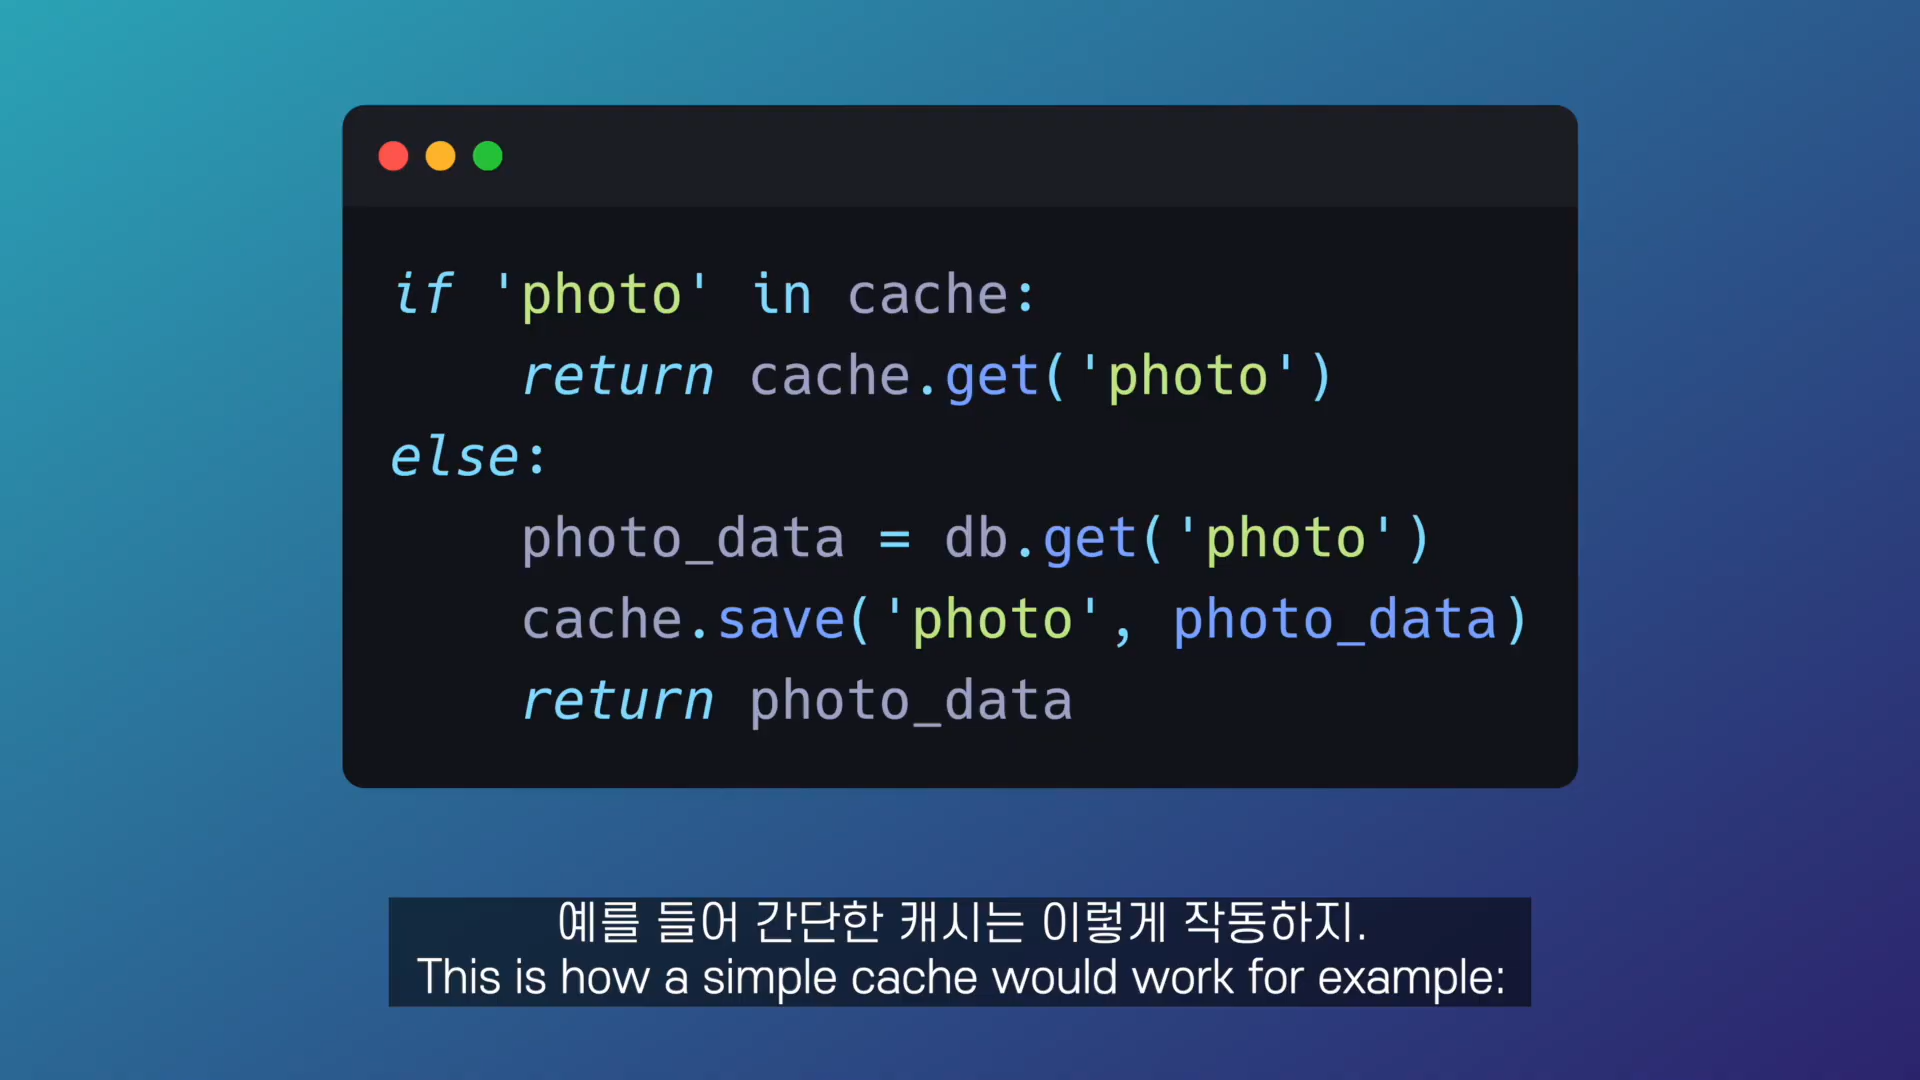 if 'photo' in cache:
    return cache.get('photo')
else:
    photo_data = db.get('photo')
    cache.save('photo', photo_data)
    return photo_data
예를 들어 간단한 캐시는 이렇게 작동하지.
This is how a simple cache would work for example: